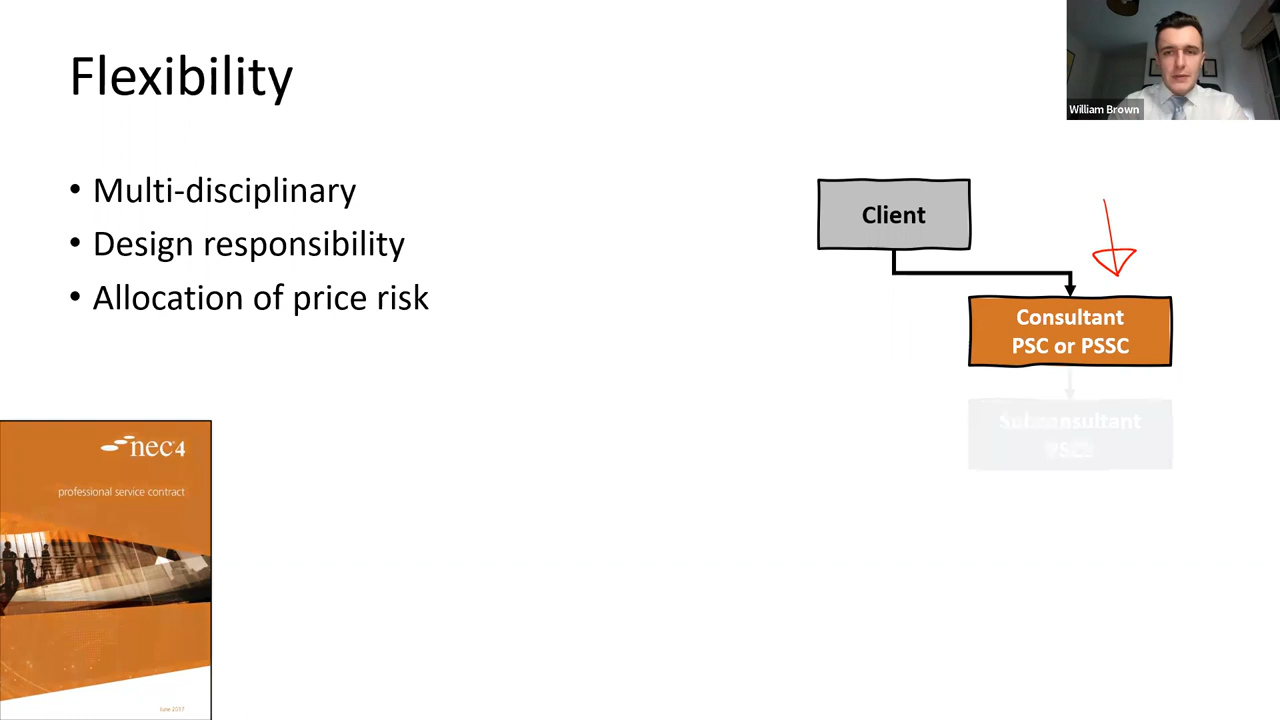 Flexibility
William Brown
• Multi-disciplinary
• Design responsibility
• Allocation of price risk
Client
Consultant
PSC or PSSC
Subconsultant
nec4
professional service contract
June 2017